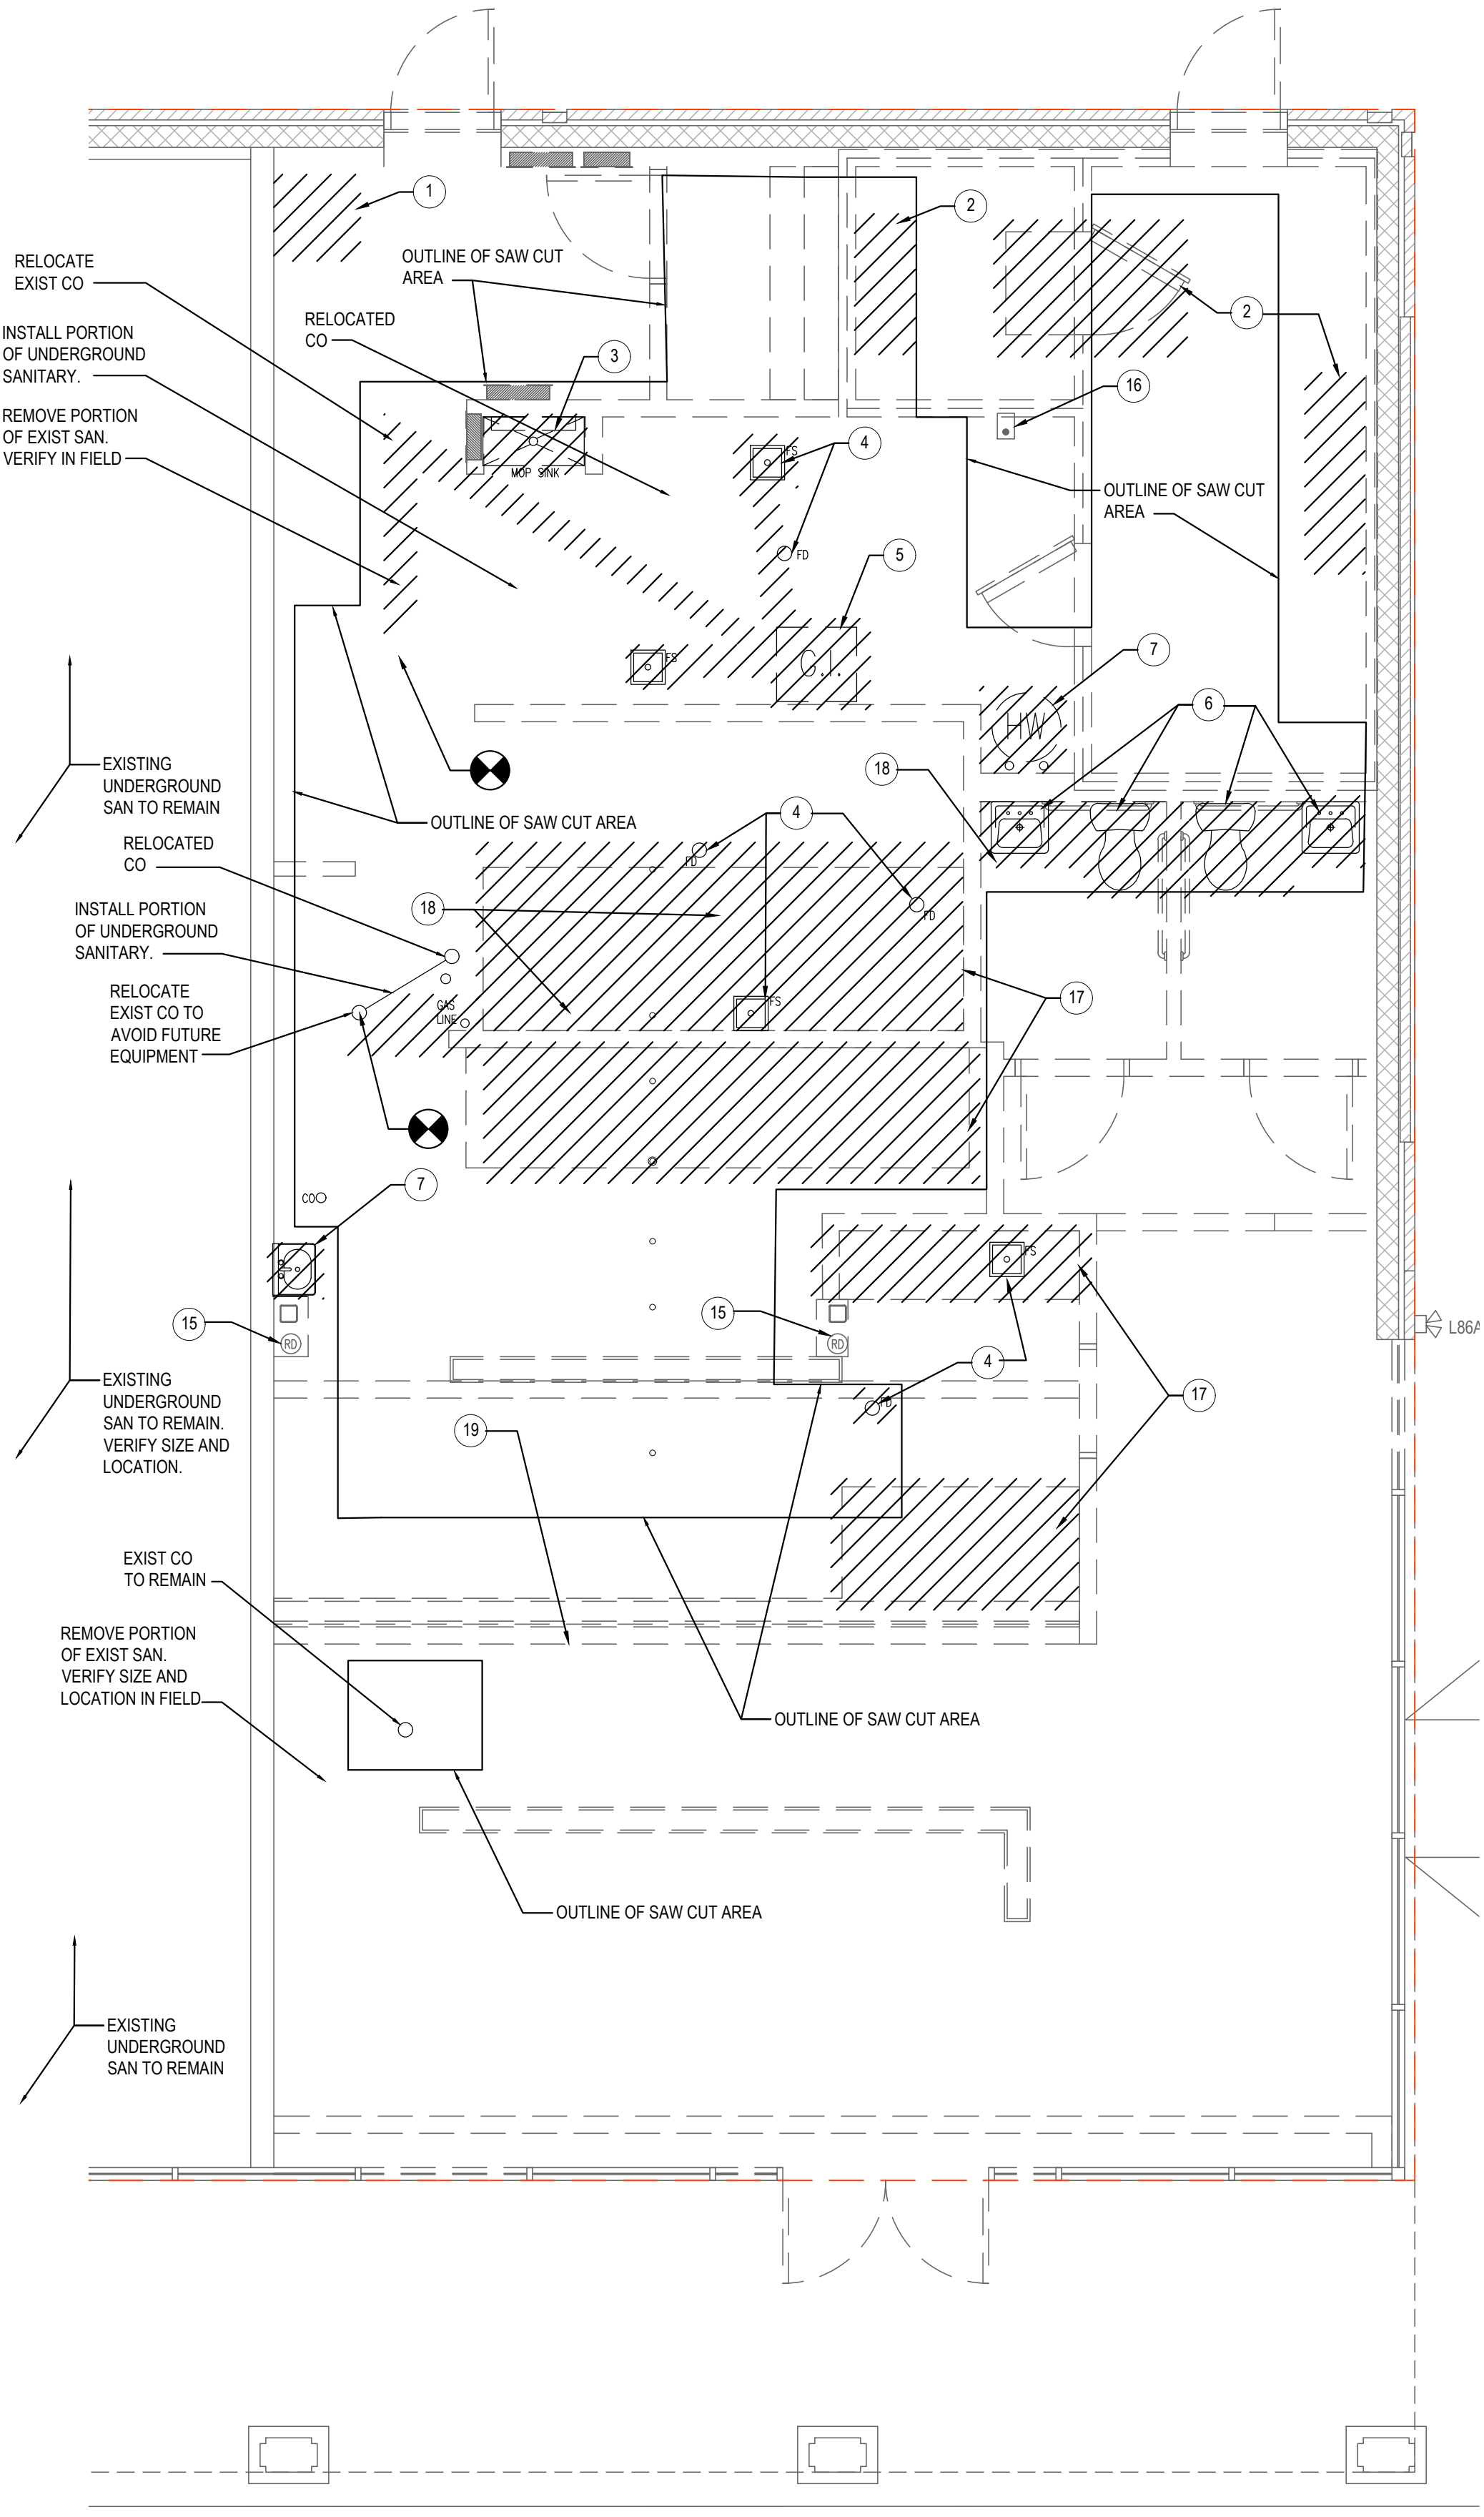 1
2
RELOCATE
EXIST CO
OUTLINE OF SAW CUT
AREA
2
INSTALL PORTION
OF UNDERGROUND
SANITARY.
RELOCATED
CO
3
16
REMOVE PORTION
OF EXIST SAN.
VERIFY IN FIELD
4
FS
MOP SINK
OUTLINE OF SAW CUT
AREA
FD
5
FS
G.I.
7
6
HW
18
EXISTING
UNDERGROUND
SAN TO REMAIN
4
OUTLINE OF SAW CUT AREA
RELOCATED
CO
FD
INSTALL PORTION
OF UNDERGROUND
SANITARY.
18
FD
RELOCATE
EXIST CO TO
AVOID FUTURE
EQUIPMENT
GAS
LINE
FS
17
7
CO
FS
15
RD
15
RD
L86A
4
EXISTING
UNDERGROUND
SAN TO REMAIN.
VERIFY SIZE AND
LOCATION.
FD
17
19
EXIST CO
TO REMAIN
REMOVE PORTION
OF EXIST SAN.
VERIFY SIZE AND
LOCATION IN FIELD
OUTLINE OF SAW CUT AREA
OUTLINE OF SAW CUT AREA
EXISTING
UNDERGROUND
SAN TO REMAIN